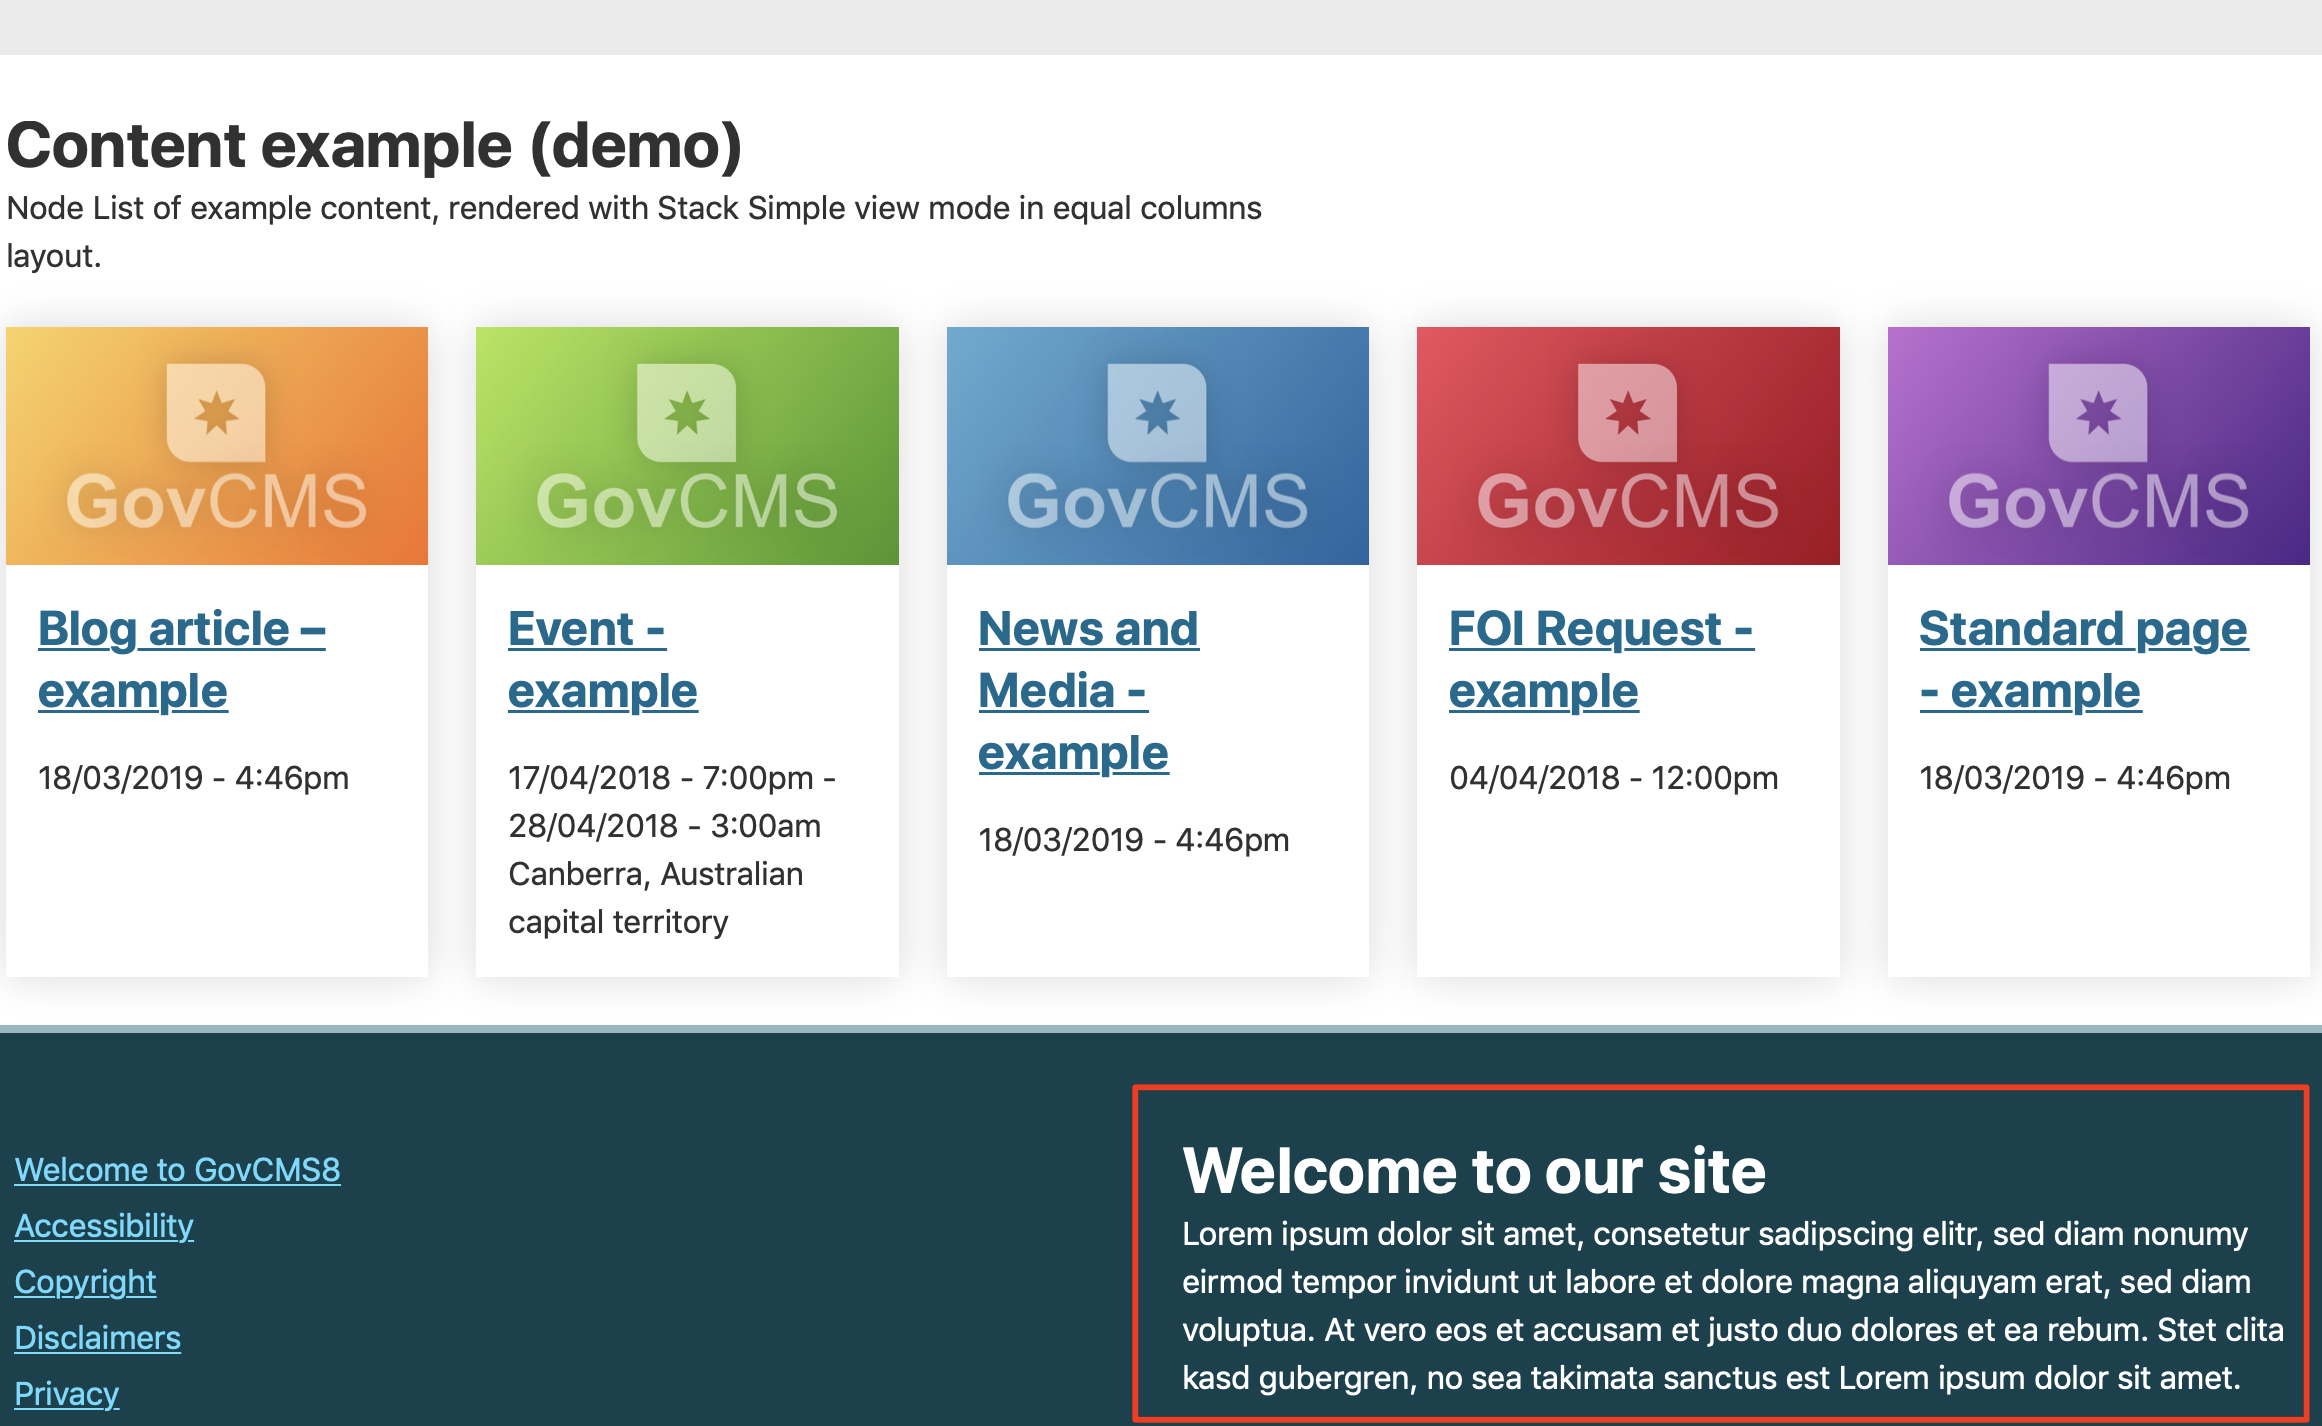 Content example (demo)
Node List of example content, rendered with Stack Simple view mode in equal columns
layout.
GovCMS
Blog article –
example
18/03/2019 - 4:46pm
GovCMS
Event -
example
17/04/2018 - 7:00pm -
28/04/2018 - 3:00am
Canberra, Australian
capital territory
GovCMS
News and
Media -
example
18/03/2019 - 4:46pm
GovCMS
FOI Request -
example
04/04/2018 - 12:00pm
GovCMS
Standard page
- example
18/03/2019 - 4:46pm
Welcome to GovCMS8
Accessibility
Copyright
Disclaimers
Privacy
Welcome to our site
Lorem ipsum dolor sit amet, consetetur sadipscing elitr, sed diam nonumy
eirmod tempor invidunt ut labore et dolore magna aliquyam erat, sed diam
voluptua. At vero eos et accusam et justo duo dolores et ea rebum. Stet clita
kasd gubergren, no sea takimata sanctus est Lorem ipsum dolor sit amet.